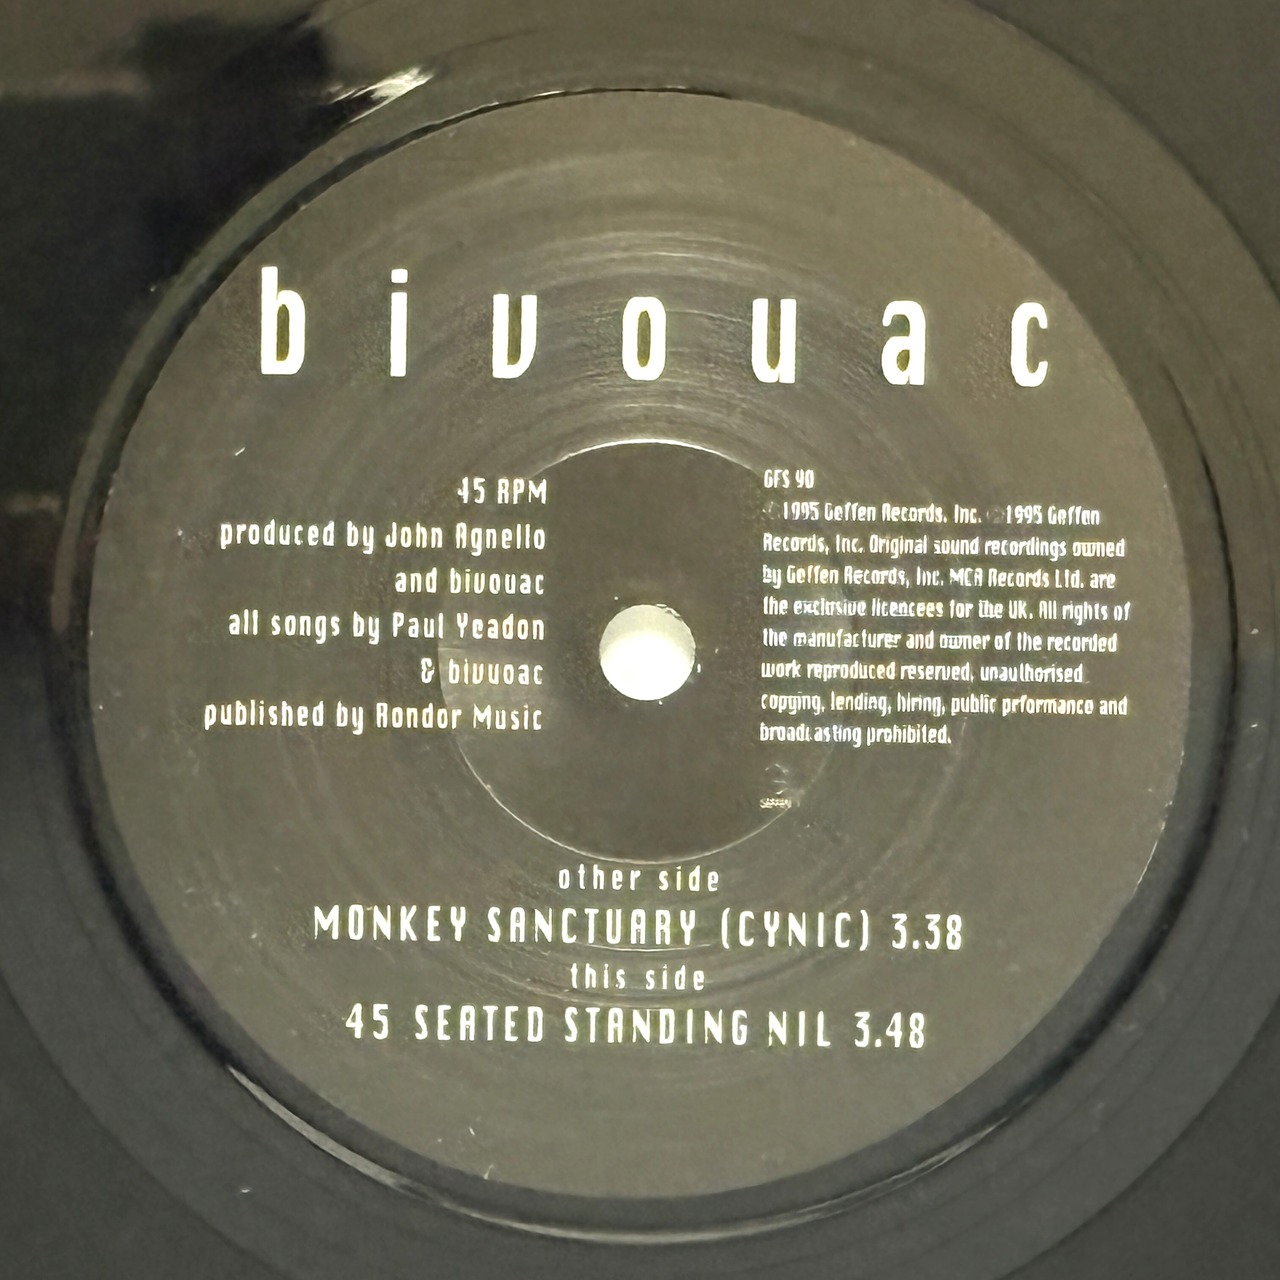 bivouac
45 RPM
produced by John Agnello
and bivouac
all songs by Paul Yeadon
& bivuoac
published by Rondor Music
GFS 90
1995 Geffen Records, Inc. 1995 Geffen
Records, Inc. Original sound recordings owned
by Geffen Records, Inc. MCA Records Ltd. are
the exclusive licencees for the UK. All rights of
the manufacturer and owner of the recorded
work reproduced reserved, unauthorised
copying, lending, hiring, public prformance and
broadcasting prohibited.
other side
MONKEY SANCTUARY (CYNIC) 3.38
this side
45 SEATED STANDING NIL 3.48